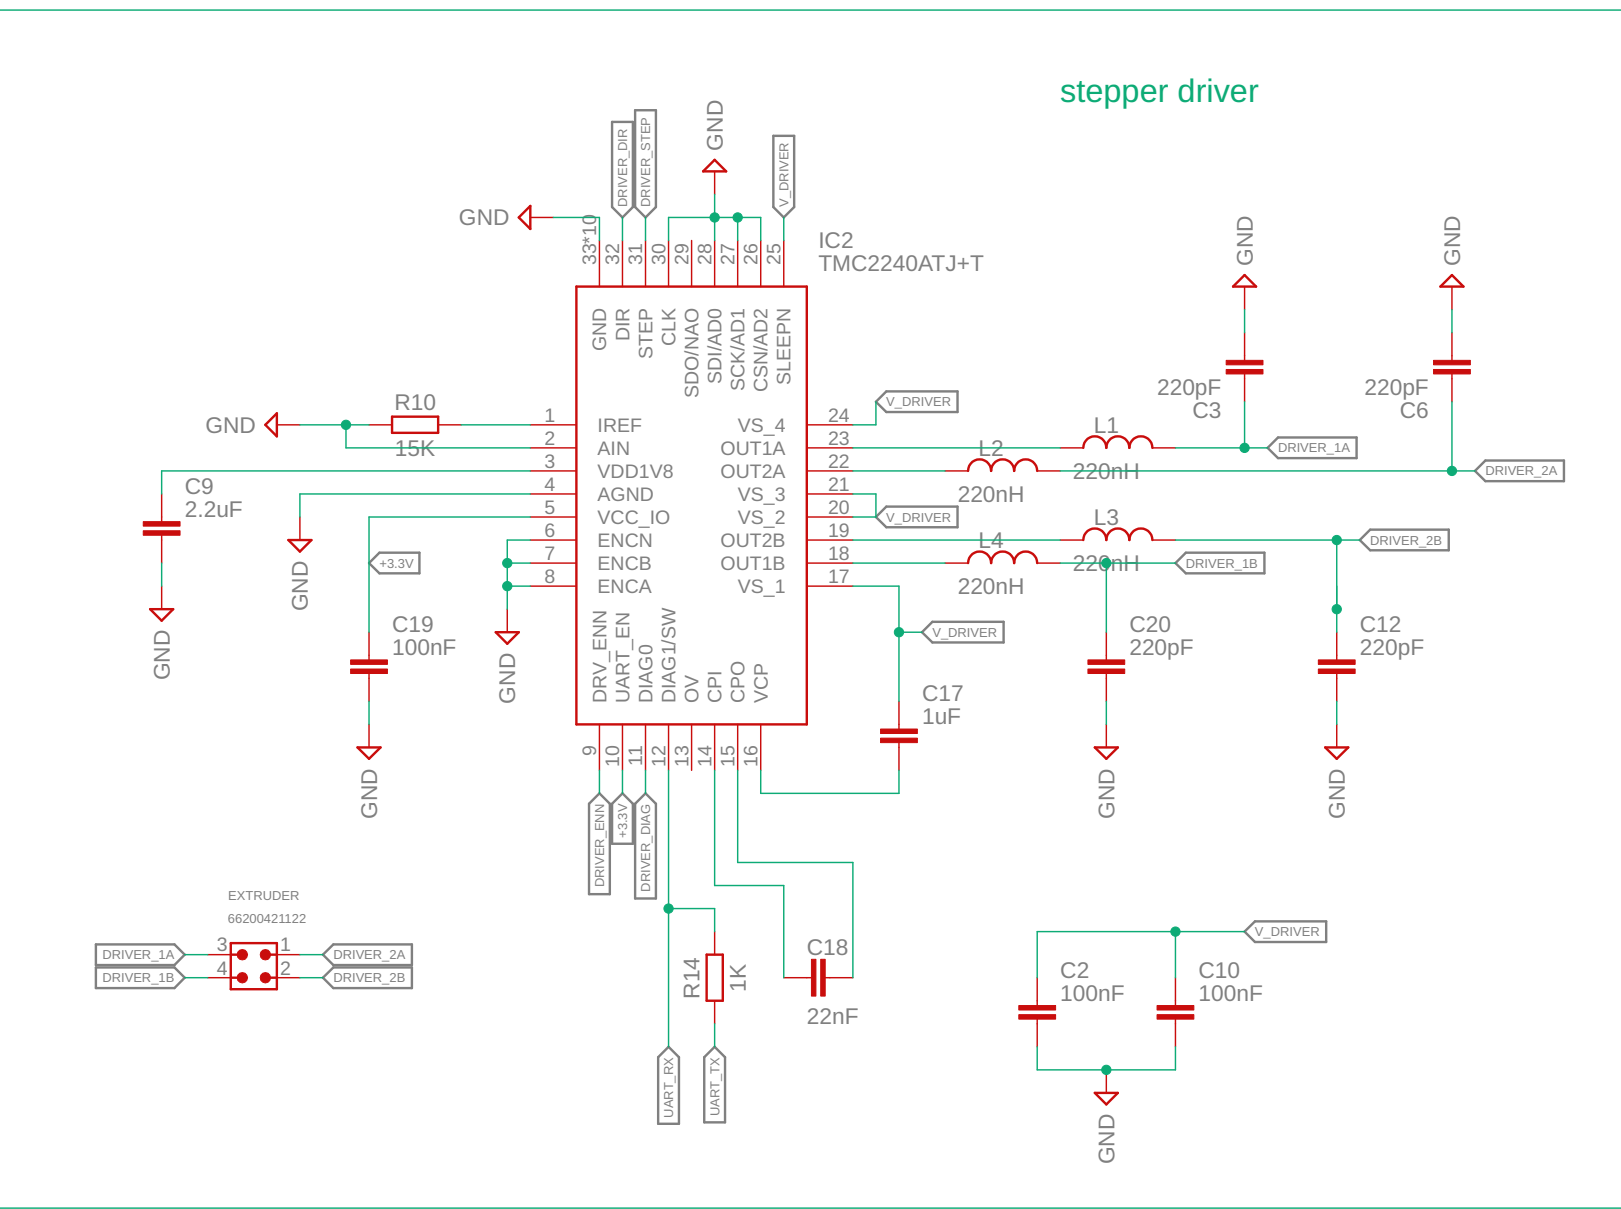 stepper driver
GND
DRIVER_DIR
DRIVER_STEP
V_DRIVER
GND
33*10
32
31
30
29
28
27
26
25
IC2
TMC2240ATJ+T
GND
DIR
STEP
CLK
SDO/NAO
SDI/AD0
SCK/AD1
CSN/AD2
SLEEPN
GND
GND
220pF
C3
220pF
C6
R10
GND
15K
1 IREF
2 AIN
3 VDD1V8
4 AGND
5 VCC_IO
6 ENCN
7 ENCB
8 ENCA
VS_4 24
OUT1A 23
OUT2A 22
VS_3 21
VS_2 20
OUT2B 19
OUT1B 18
VS_1 17
V_DRIVER
L1
DRIVER_1A
L2
220nH
DRIVER_2A
220nH
V_DRIVER
L3
DRIVER_2B
L4
220nH
DRIVER_1B
220nH
V_DRIVER
C9
2.2uF
GND
GND
+3.3V
C19
100nF
GND
GND
C20
220pF
GND
C12
220pF
GND
DRV_ENN
UART_EN
DIAG0
DIAG1/SW
OV
CPI
CPO
VCP
9
10
11
12
13
14
15
16
C17
1uF
DRIVER_ENN
+3.3V
DRIVER_DIAG
EXTRUDER
66200421122
DRIVER_1A 3 1 DRIVER_2A
DRIVER_1B 4 2 DRIVER_2B
R14
1K
C18
22nF
UART_RX
UART_TX
V_DRIVER
C2
100nF
C10
100nF
GND